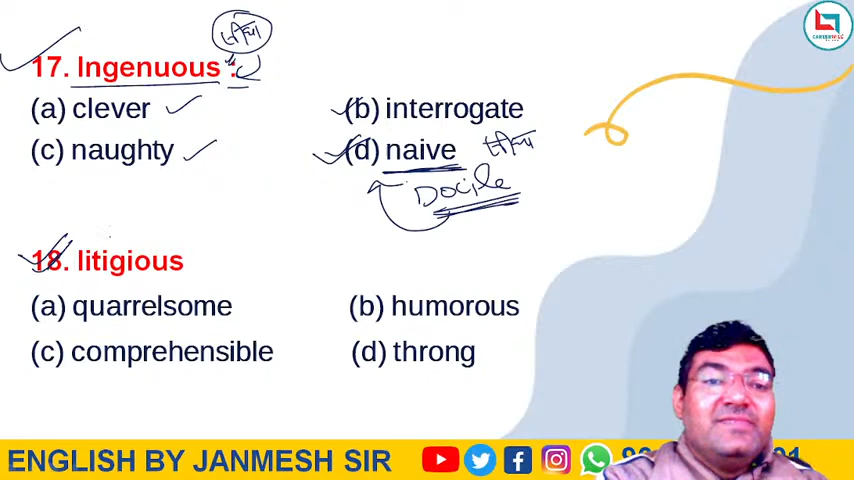 17. Ingenuous :
(a) clever (b) interrogate
(c) naughty (d) naive
Docile
18. litigious
(a) quarrelsome (b) humorous
(c) comprehensible (d) throng
ENGLISH BY JANMESH SIR